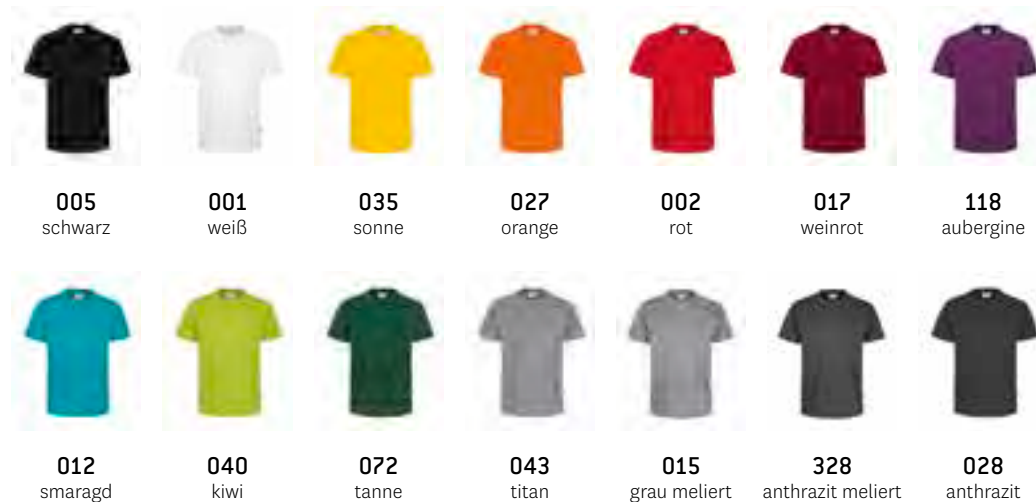 005 001 035 027 002 017 118
schwarz weiß sonne orange rot weinrot aubergine
012 040 072 043 015 328 028
smaragd kiwi tanne titan grau meliert anthrazit meliert anthrazit